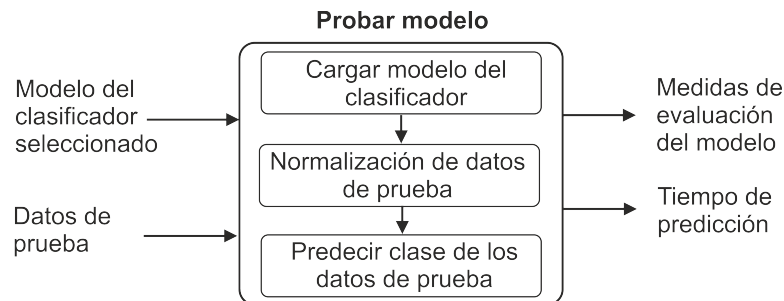 Probar modelo
Modelo del
clasificador
seleccionado
Datos de
prueba
Cargar modelo del
clasificador
Normalización de datos
de prueba
Predecir clase de los
datos de prueba
Medidas de
evaluación
del modelo
Tiempo de
predicción